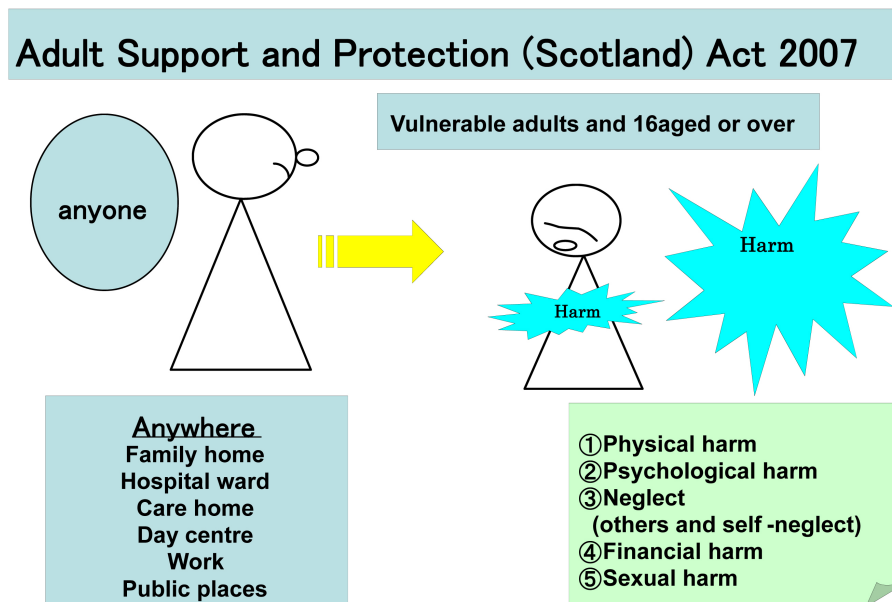 Adult Support and Protection (Scotland) Act 2007
Vulnerable adults and 16aged or over
anyone
Harm
Harm
Anywhere
Family home
Hospital ward
Care home
Day centre
Work
Public places
①Physical harm
②Psychological harm
③Neglect
(others and self -neglect)
④Financial harm
⑤Sexual harm